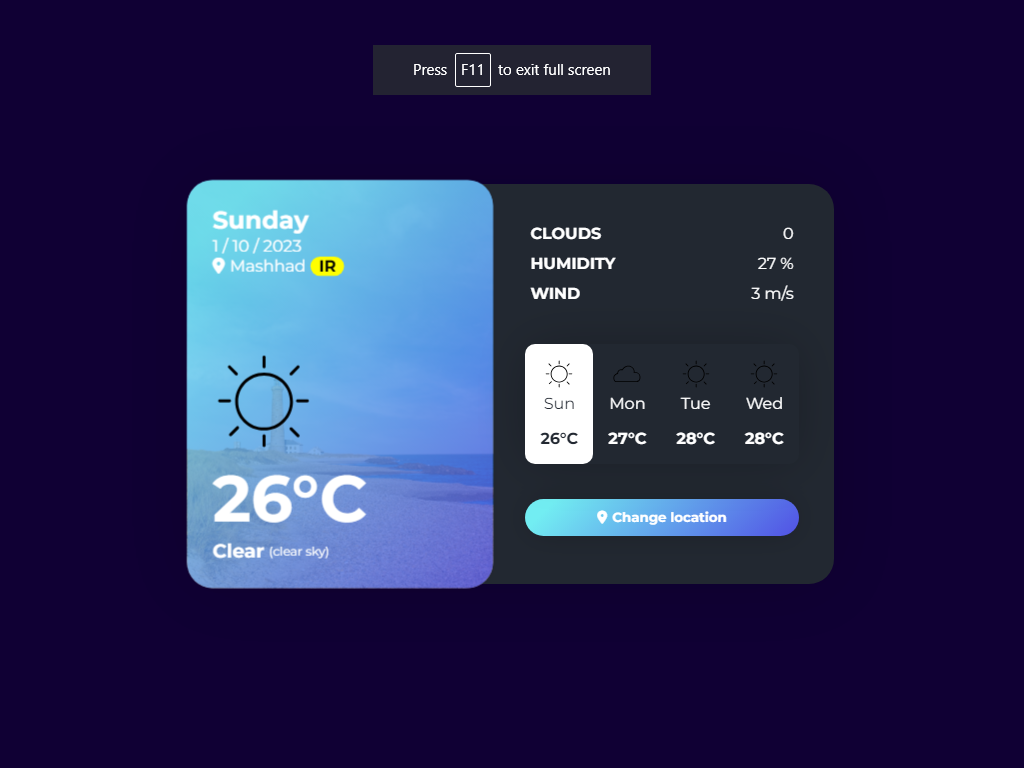 Press F11 to exit full screen
Sunday
1 / 10 / 2023
Mashhad IR
26°C
Clear (clear sky)
CLOUDS 0
HUMIDITY 27 %
WIND 3 m/s
Sun Mon Tue Wed
26°C 27°C 28°C 28°C
Change location